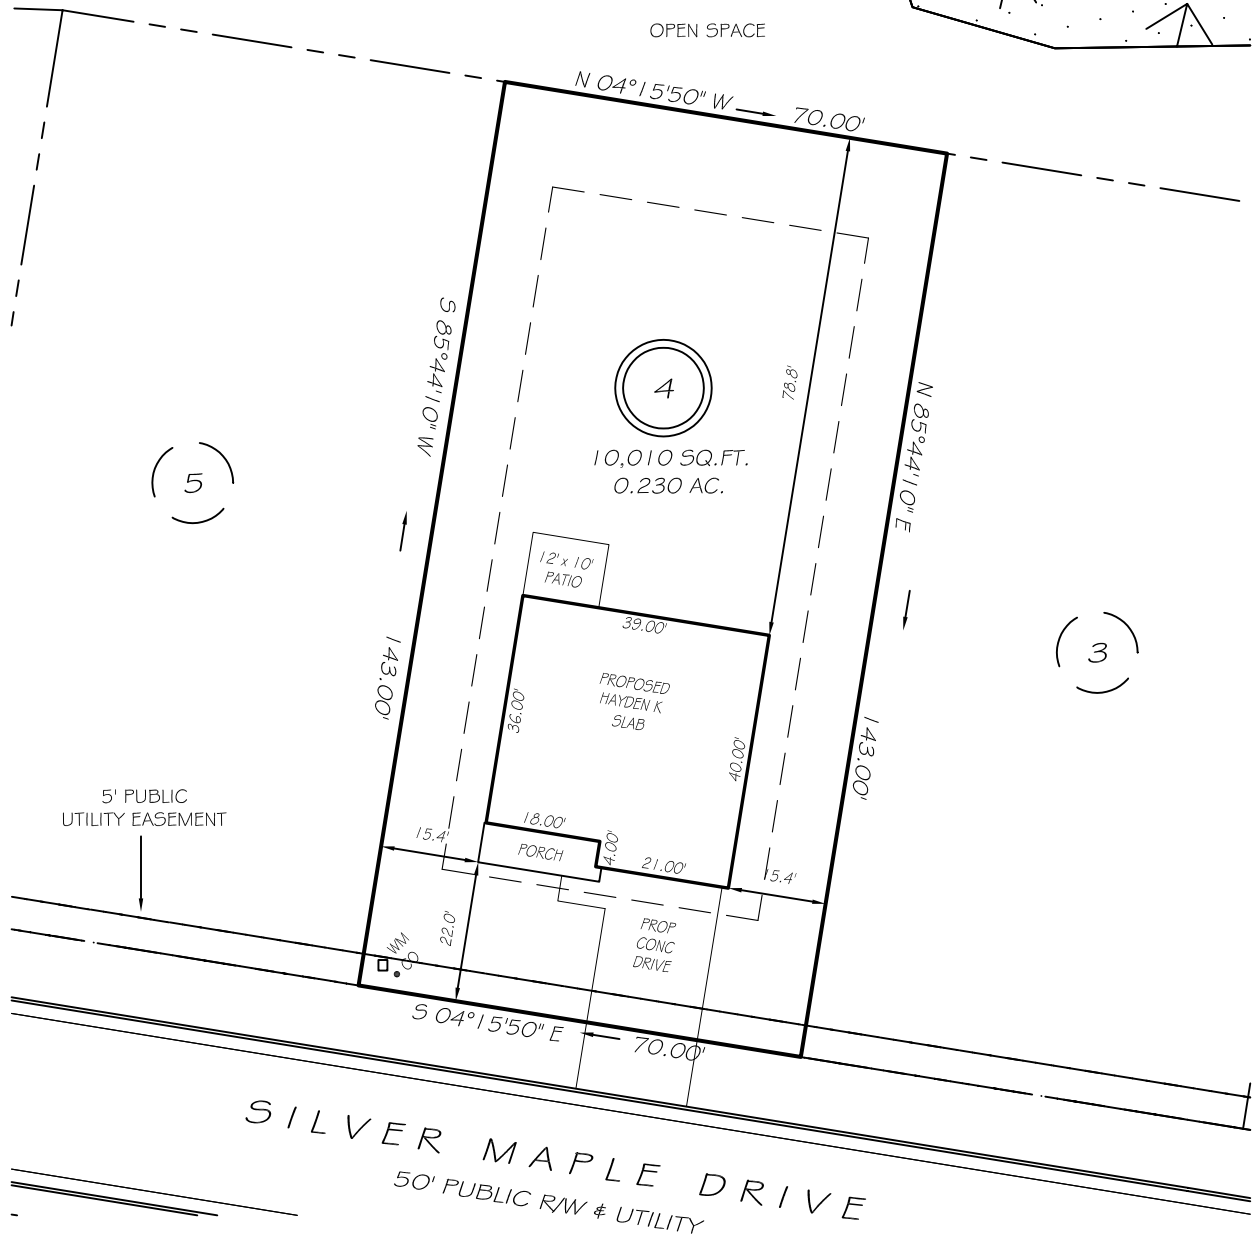 OPEN SPACE
N 04°15'50" W
70.00'
S 85°44'10" W
143.00'
N 85°44'10" E
143.00'
78.8'
4
10,010 SQ.FT.
0.230 AC.
5
3
12' x 10'
PATIO
39.00'
PROPOSED
HAYDEN K
SLAB
36.00'
40.00'
18.00'
4.00'
21.00'
PORCH
15.4'
15.4'
22.0'
5' PUBLIC
UTILITY EASEMENT
WM
CO
PROP
CONC
DRIVE
S 04°15'50" E
70.00'
SILVER MAPLE DRIVE
50' PUBLIC R/W & UTILITY